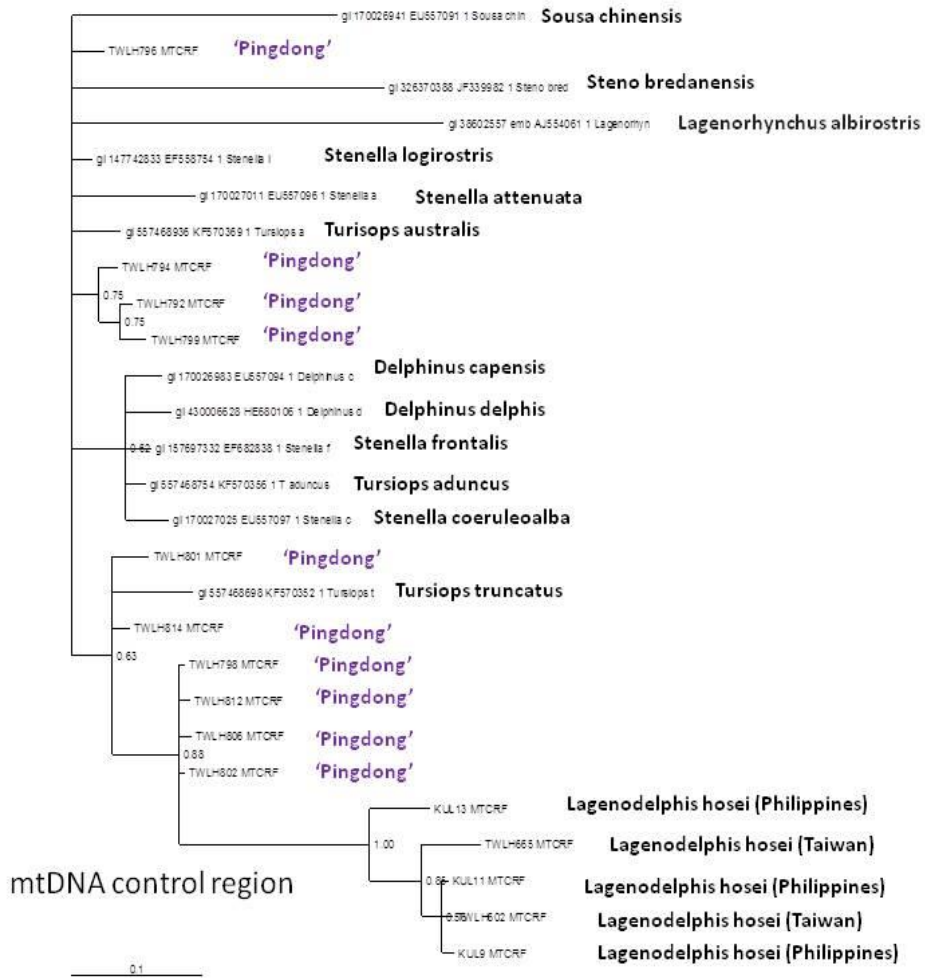 gi 170026941 EU557091 1 Sousa chin Sousa chinensis
TWLH796 MTCRF 'Pingdong'
gi 326370388 JF339982 1 Steno bred Steno bredanensis
gi 38602557 emb AJ554061 1 Lagenorhyn Lagenorhynchus albirostris
gi 147742833 EF558754 1 Stenella l Stenella logirostris
gi 170027011 EU557096 1 Stenella a Stenella attenuata
gi 557468936 KF570369 1 Tursiops a Turisops australis
TWLH794 MTCRF 'Pingdong'
0.75
TWLH792 MTCRF 'Pingdong'
0.75
TWLH799 MTCRF 'Pingdong'
gi 170026983 EU557094 1 Delphinus c Delphinus capensis
gi 430006628 HE680106 1 Delphinus d Delphinus delphis
0.62 gi 157697332 EF682838 1 Stenella f Stenella frontalis
gi 557468754 KF570356 1 T aduncus Tursiops aduncus
gi 170027025 EU557097 1 Stenella c Stenella coeruleoalba
TWLH801 MTCRF 'Pingdong'
gi 557468698 KF570352 1 Tursiops t Tursiops truncatus
TWLH814 MTCRF 'Pingdong'
0.63
TWLH798 MTCRF 'Pingdong'
TWLH812 MTCRF 'Pingdong'
TWLH806 MTCRF 'Pingdong'
0.88
TWLH802 MTCRF 'Pingdong'
KUL13 MTCRF Lagenodelphis hosei (Philippines)
1.00
TWLH665 MTCRF Lagenodelphis hosei (Taiwan)
mtDNA control region
KUL11 MTCRF Lagenodelphis hosei (Philippines)
TWLH602 MTCRF Lagenodelphis hosei (Taiwan)
KUL9 MTCRF Lagenodelphis hosei (Philippines)
0.1